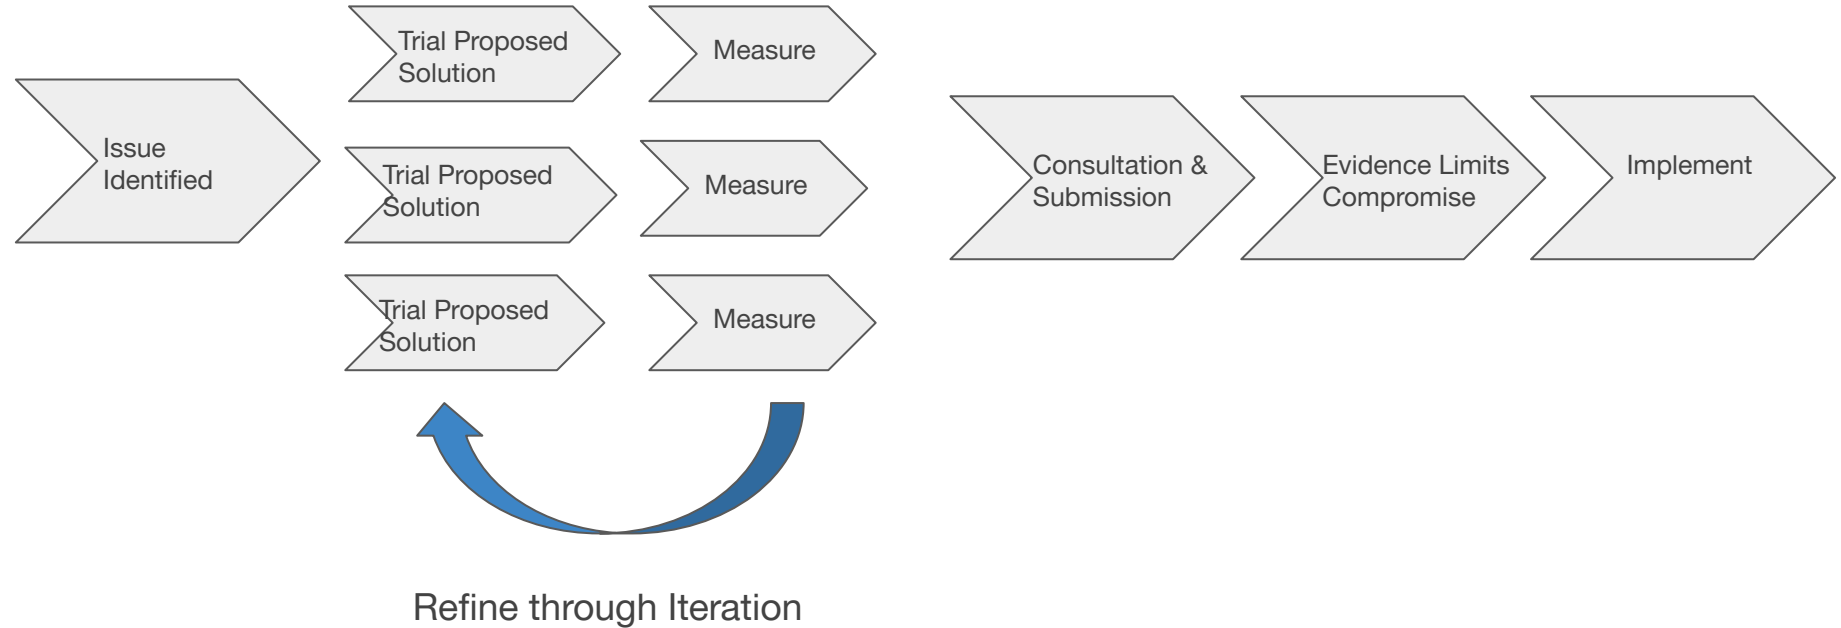 Issue
Identified
Trial Proposed
Solution
Measure
Trial Proposed
Solution
Measure
Trial Proposed
Solution
Measure
Refine through Iteration
Consultation &
Submission
Evidence Limits
Compromise
Implement